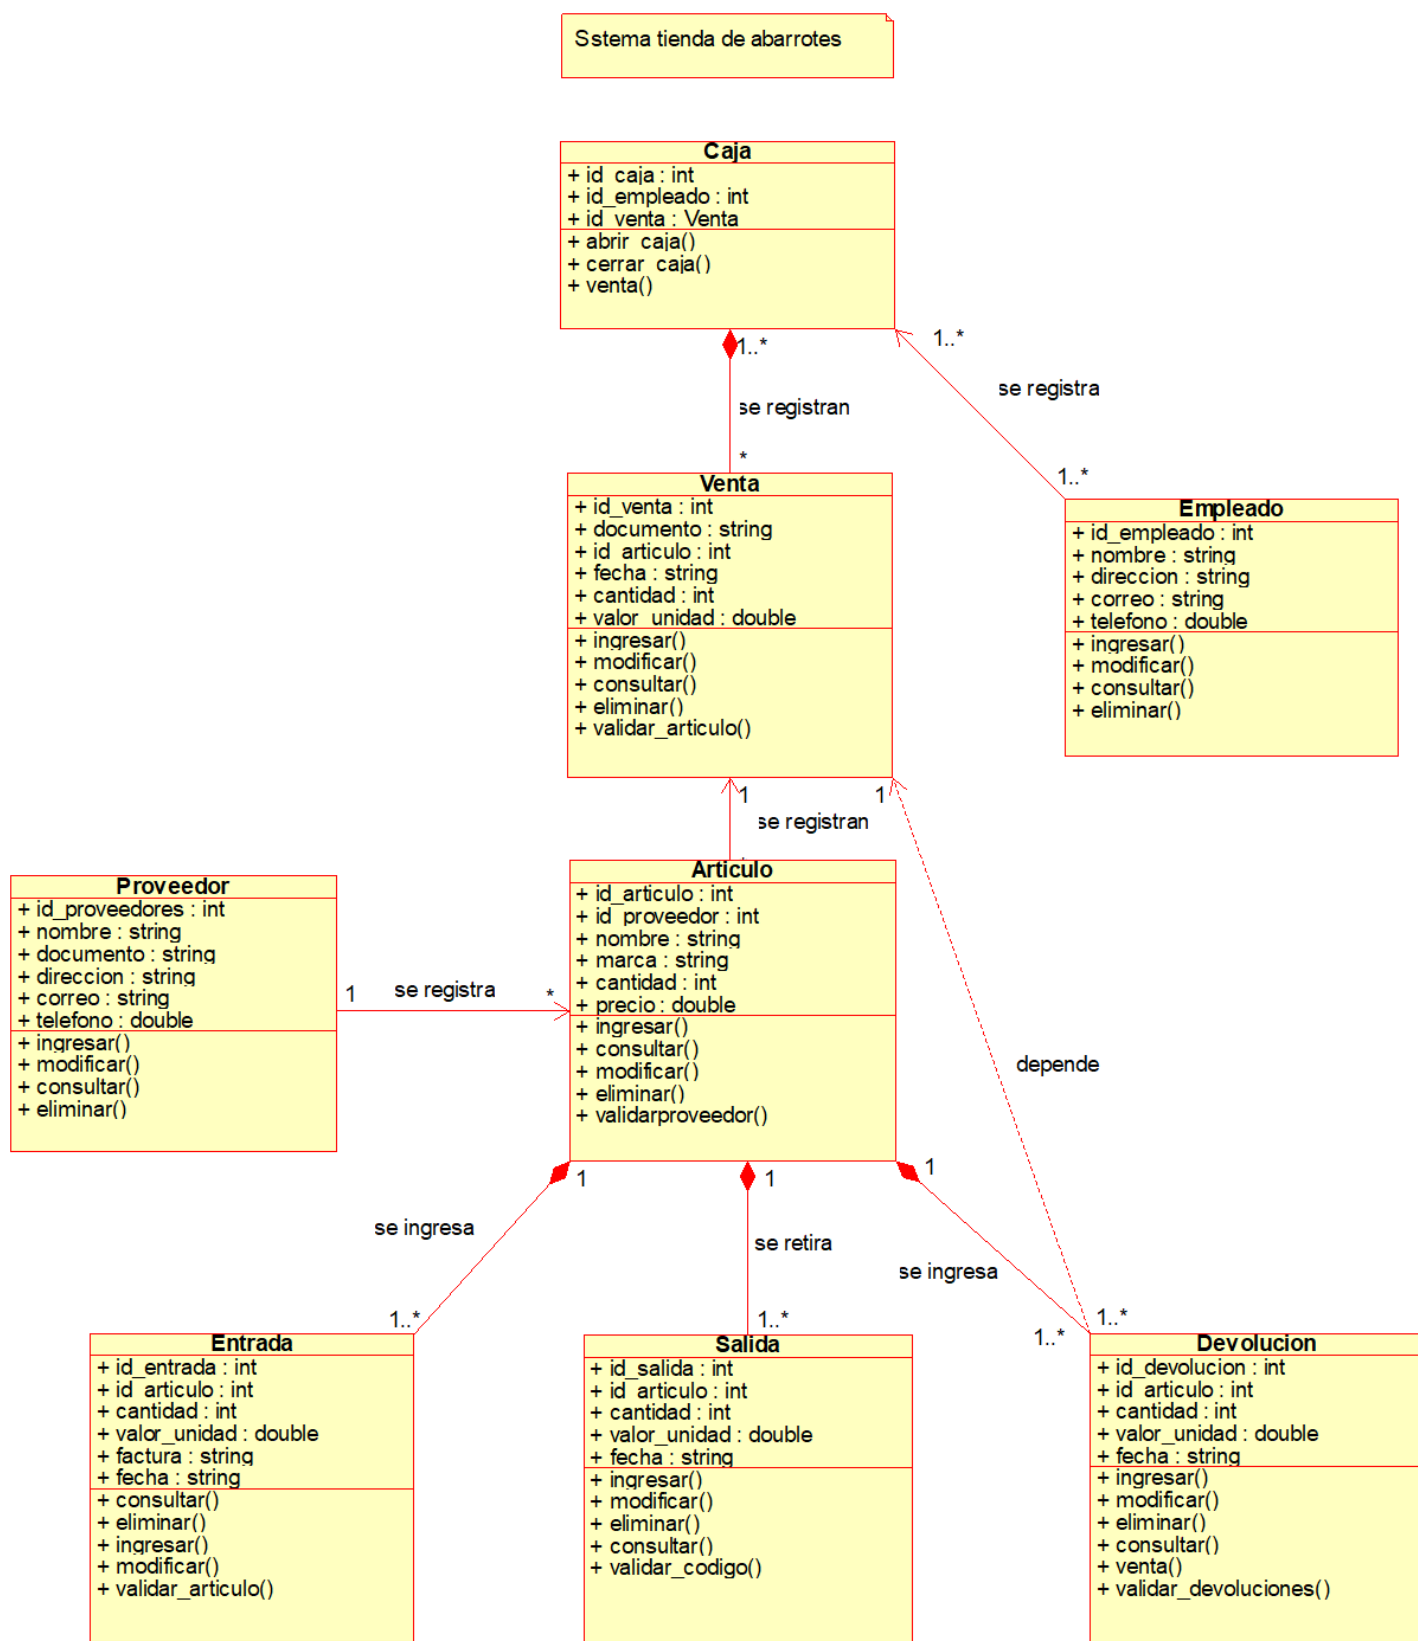 Sstema tienda de abarrotes
Caja
+ id_caja : int
+ id_empleado : int
+ id_venta : Venta
+ abrir_caja()
+ cerrar_caja()
+ venta()
1..*
1..*
se registra
se registran
*
1..*
Venta
+ id_venta : int
+ documento : string
+ id_articulo : int
+ fecha : string
+ cantidad : int
+ valor_unidad : double
+ ingresar()
+ modificar()
+ consultar()
+ eliminar()
+ validar_articulo()
Empleado
+ id_empleado : int
+ nombre : string
+ direccion : string
+ correo : string
+ telefono : double
+ ingresar()
+ modificar()
+ consultar()
+ eliminar()
1
1
se registran
Proveedor
+ id_proveedores : int
+ nombre : string
+ documento : string
+ direccion : string
+ correo : string
+ telefono : double
+ ingresar()
+ modificar()
+ consultar()
+ eliminar()
1
se registra
*
Articulo
+ id_articulo : int
+ id_proveedor : int
+ nombre : string
+ marca : string
+ cantidad : int
+ precio : double
+ ingresar()
+ consultar()
+ modificar()
+ eliminar()
+ validarproveedor()
depende
1
1
1
se ingresa
se retira
se ingresa
1..*
1..*
1..*
1..*
Entrada
+ id_entrada : int
+ id_articulo : int
+ cantidad : int
+ valor_unidad : double
+ factura : string
+ fecha : string
+ consultar()
+ eliminar()
+ ingresar()
+ modificar()
+ validar_articulo()
Salida
+ id_salida : int
+ id_articulo : int
+ cantidad : int
+ valor_unidad : double
+ fecha : string
+ ingresar()
+ modificar()
+ eliminar()
+ consultar()
+ validar_codigo()
Devolucion
+ id_devolucion : int
+ id_articulo : int
+ cantidad : int
+ valor_unidad : double
+ fecha : string
+ ingresar()
+ modificar()
+ eliminar()
+ consultar()
+ venta()
+ validar_devoluciones()